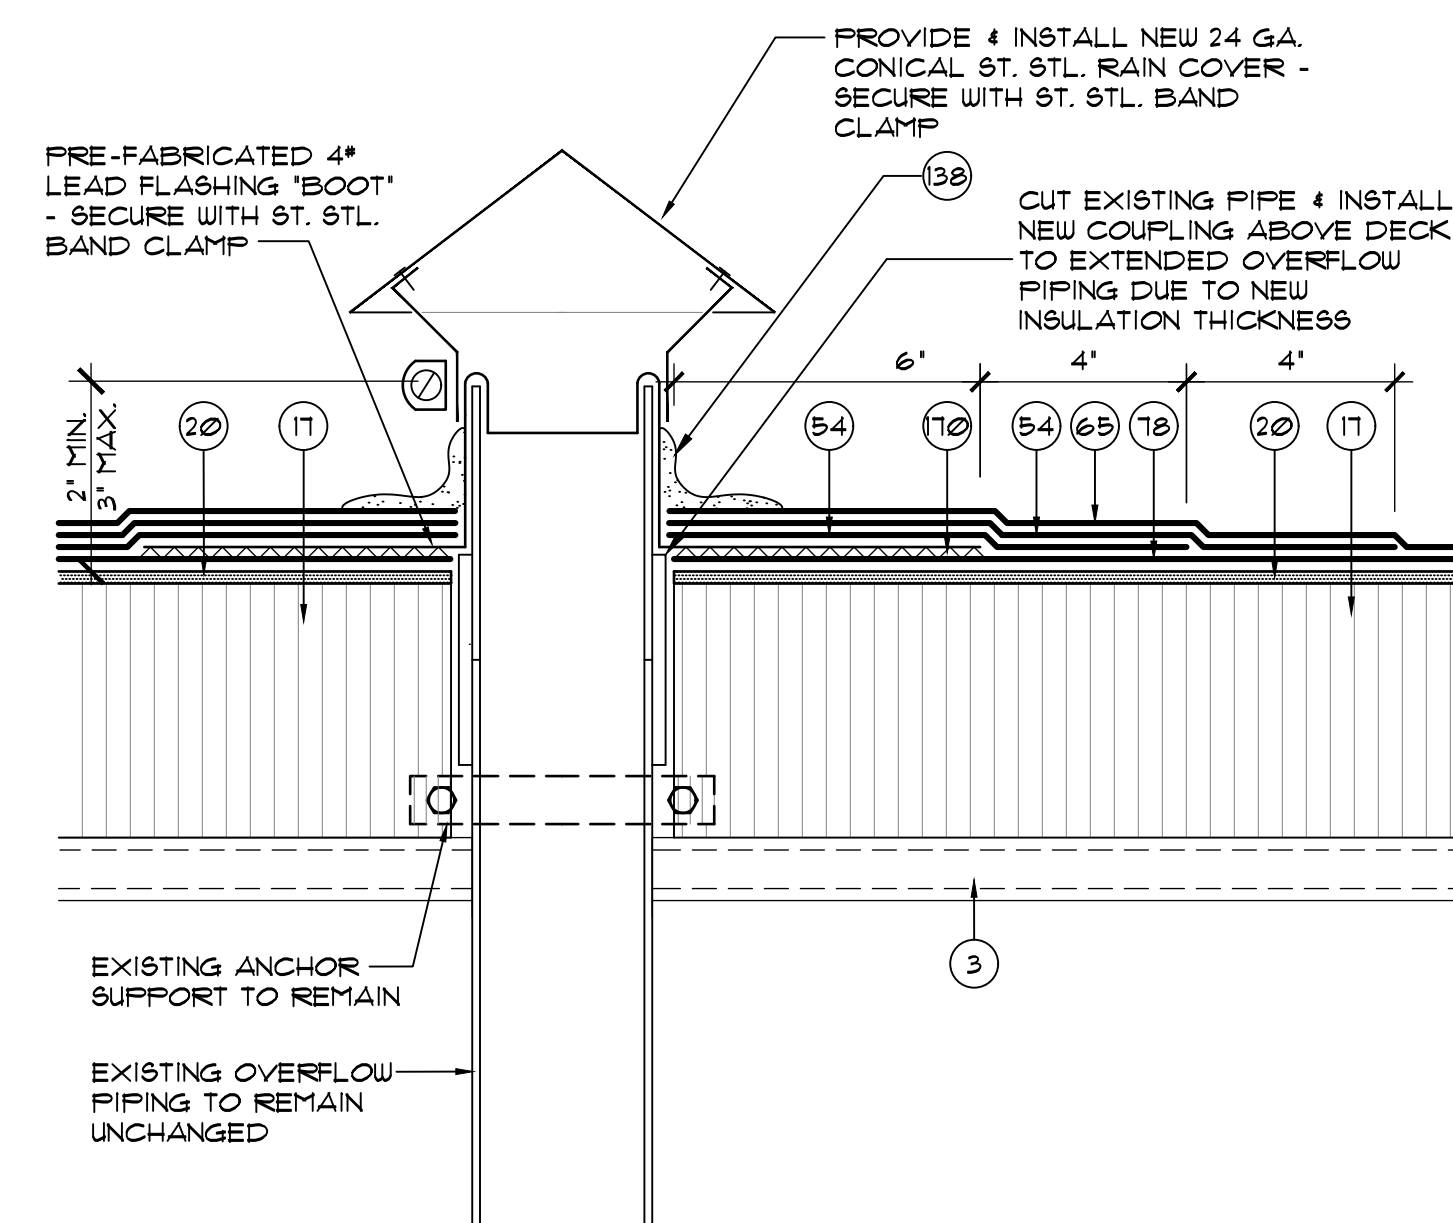 PROVIDE & INSTALL NEW 24 GA.
CONICAL ST. STL. RAIN COVER -
SECURE WITH ST. STL. BAND
CLAMP
PRE-FABRICATED 4#
LEAD FLASHING "BOOT"
- SECURE WITH ST. STL.
BAND CLAMP
138
CUT EXISTING PIPE & INSTALL
NEW COUPLING ABOVE DECK
TO EXTENDED OVERFLOW
PIPING DUE TO NEW
INSULATION THICKNESS
6"
4"
4"
2" MIN.
3" MAX.
20
17
54
170
54
65
78
20
17
3
EXISTING ANCHOR
SUPPORT TO REMAIN
EXISTING OVERFLOW
PIPING TO REMAIN
UNCHANGED